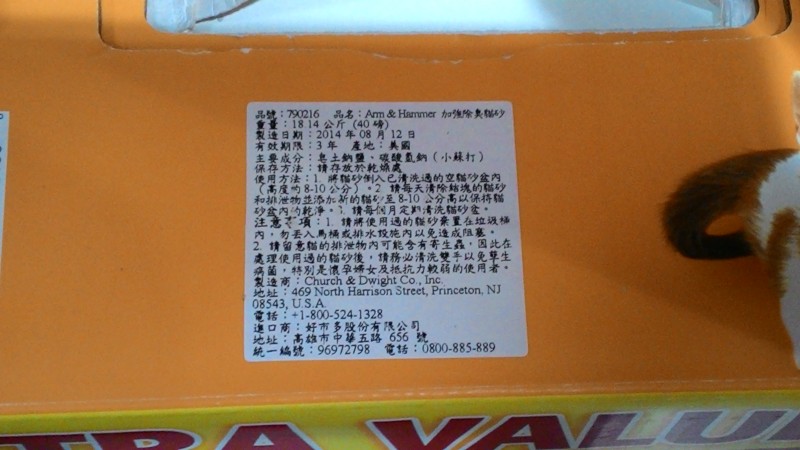 品號：790216 品名：Arm & Hammer 加強除臭貓砂
重量：18.14 公斤 (40 磅)
製造日期：2014 年 08 月 12 日
有效期限：3 年 產地：美國
主要成分：皂土鈉鹽、碳酸氫鈉（小蘇打）
保存方法：請存放於乾燥處
使用方法：1. 將貓砂倒入已清洗過的空貓砂盆內
（高度約 8-10 公分）。2. 請每天清除結塊的貓砂
和排泄物並添加新的貓砂至 8-10 公分高以保持貓
砂盆內的乾淨。3. 請每個月定期清洗貓砂盆。
注意事項：1. 請將使用過的貓砂棄置在垃圾桶
內，勿丟入馬桶或排水設施內以免造成阻塞。
2. 請留意貓的排泄物內可能含有寄生蟲，因此在
處理使用過的貓砂後，請務必清洗雙手以免孳生
病菌，特別是懷孕婦女及抵抗力較弱的使用者。
製造商：Church & Dwight Co., Inc.
地址：469 North Harrison Street, Princeton, NJ
08543, U.S.A.
電話：+1-800-524-1328
進口商：好市多股份有限公司
地址：高雄市中華五路 656 號
統一編號：96972798 電話：0800-885-889
TRA VALU